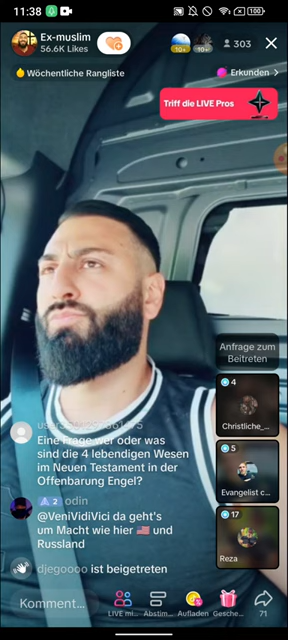 11:38
100
Ex-muslim
56.6K Likes
10+
10+
303
Wöchentliche Rangliste
Erkunden >
Triff die LIVE Pros
Anfrage zum
Beitreten
4
Christliche_...
5
Evangelist c...
17
Reza
Eine Frage wer oder was
sind die 4 lebendigen Wesen
im Neuen Testament in der
Offenbarung Engel?
2 odin
@VeniVidiVici da geht's
um Macht wie hier 🇺🇸 und
Russland
djegoooo ist beigetreten
Komment...
LIVE mi...
Abstim...
Aufladen
Gesche...
71